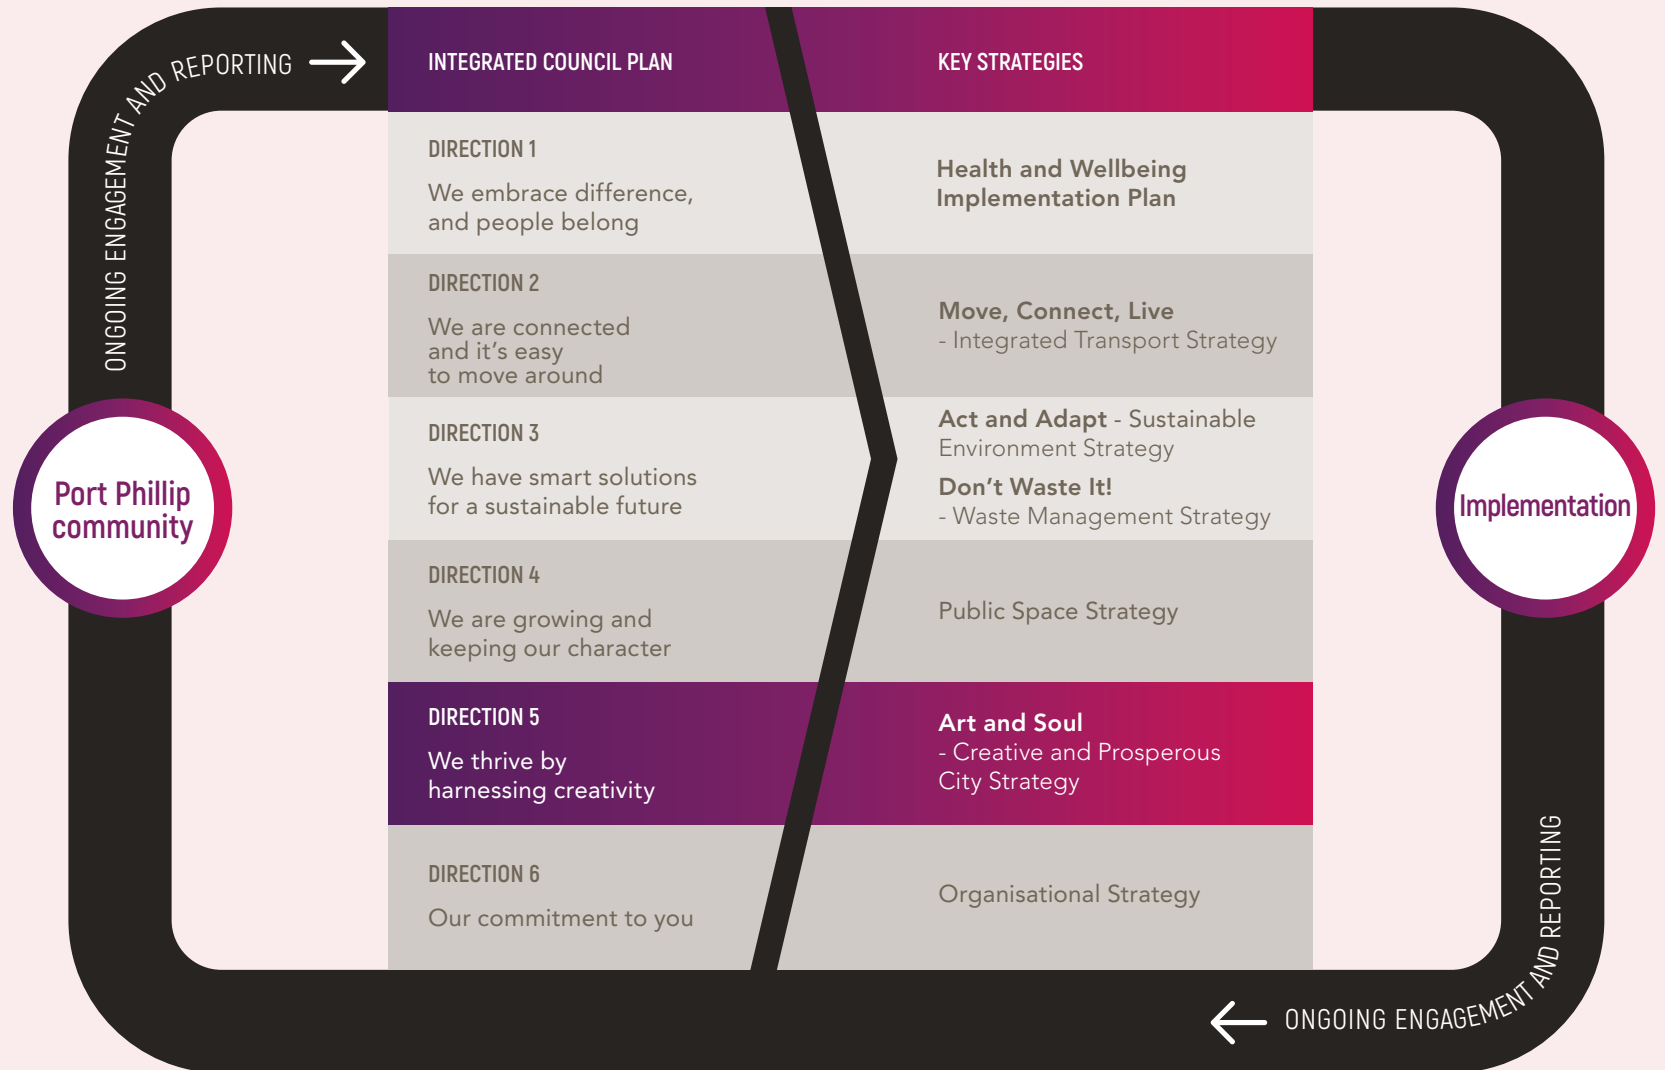 ONGOING ENGAGEMENT AND REPORTING
INTEGRATED COUNCIL PLAN
KEY STRATEGIES
DIRECTION 1
We embrace difference,
and people belong
Health and Wellbeing
Implementation Plan
DIRECTION 2
We are connected
and it’s easy
to move around
Move, Connect, Live
- Integrated Transport Strategy
DIRECTION 3
We have smart solutions
for a sustainable future
Act and Adapt - Sustainable
Environment Strategy
Don’t Waste It!
- Waste Management Strategy
DIRECTION 4
We are growing and
keeping our character
Public Space Strategy
DIRECTION 5
We thrive by
harnessing creativity
Art and Soul
- Creative and Prosperous
City Strategy
DIRECTION 6
Our commitment to you
Organisational Strategy
Port Phillip
community
Implementation
ONGOING ENGAGEMENT AND REPORTING